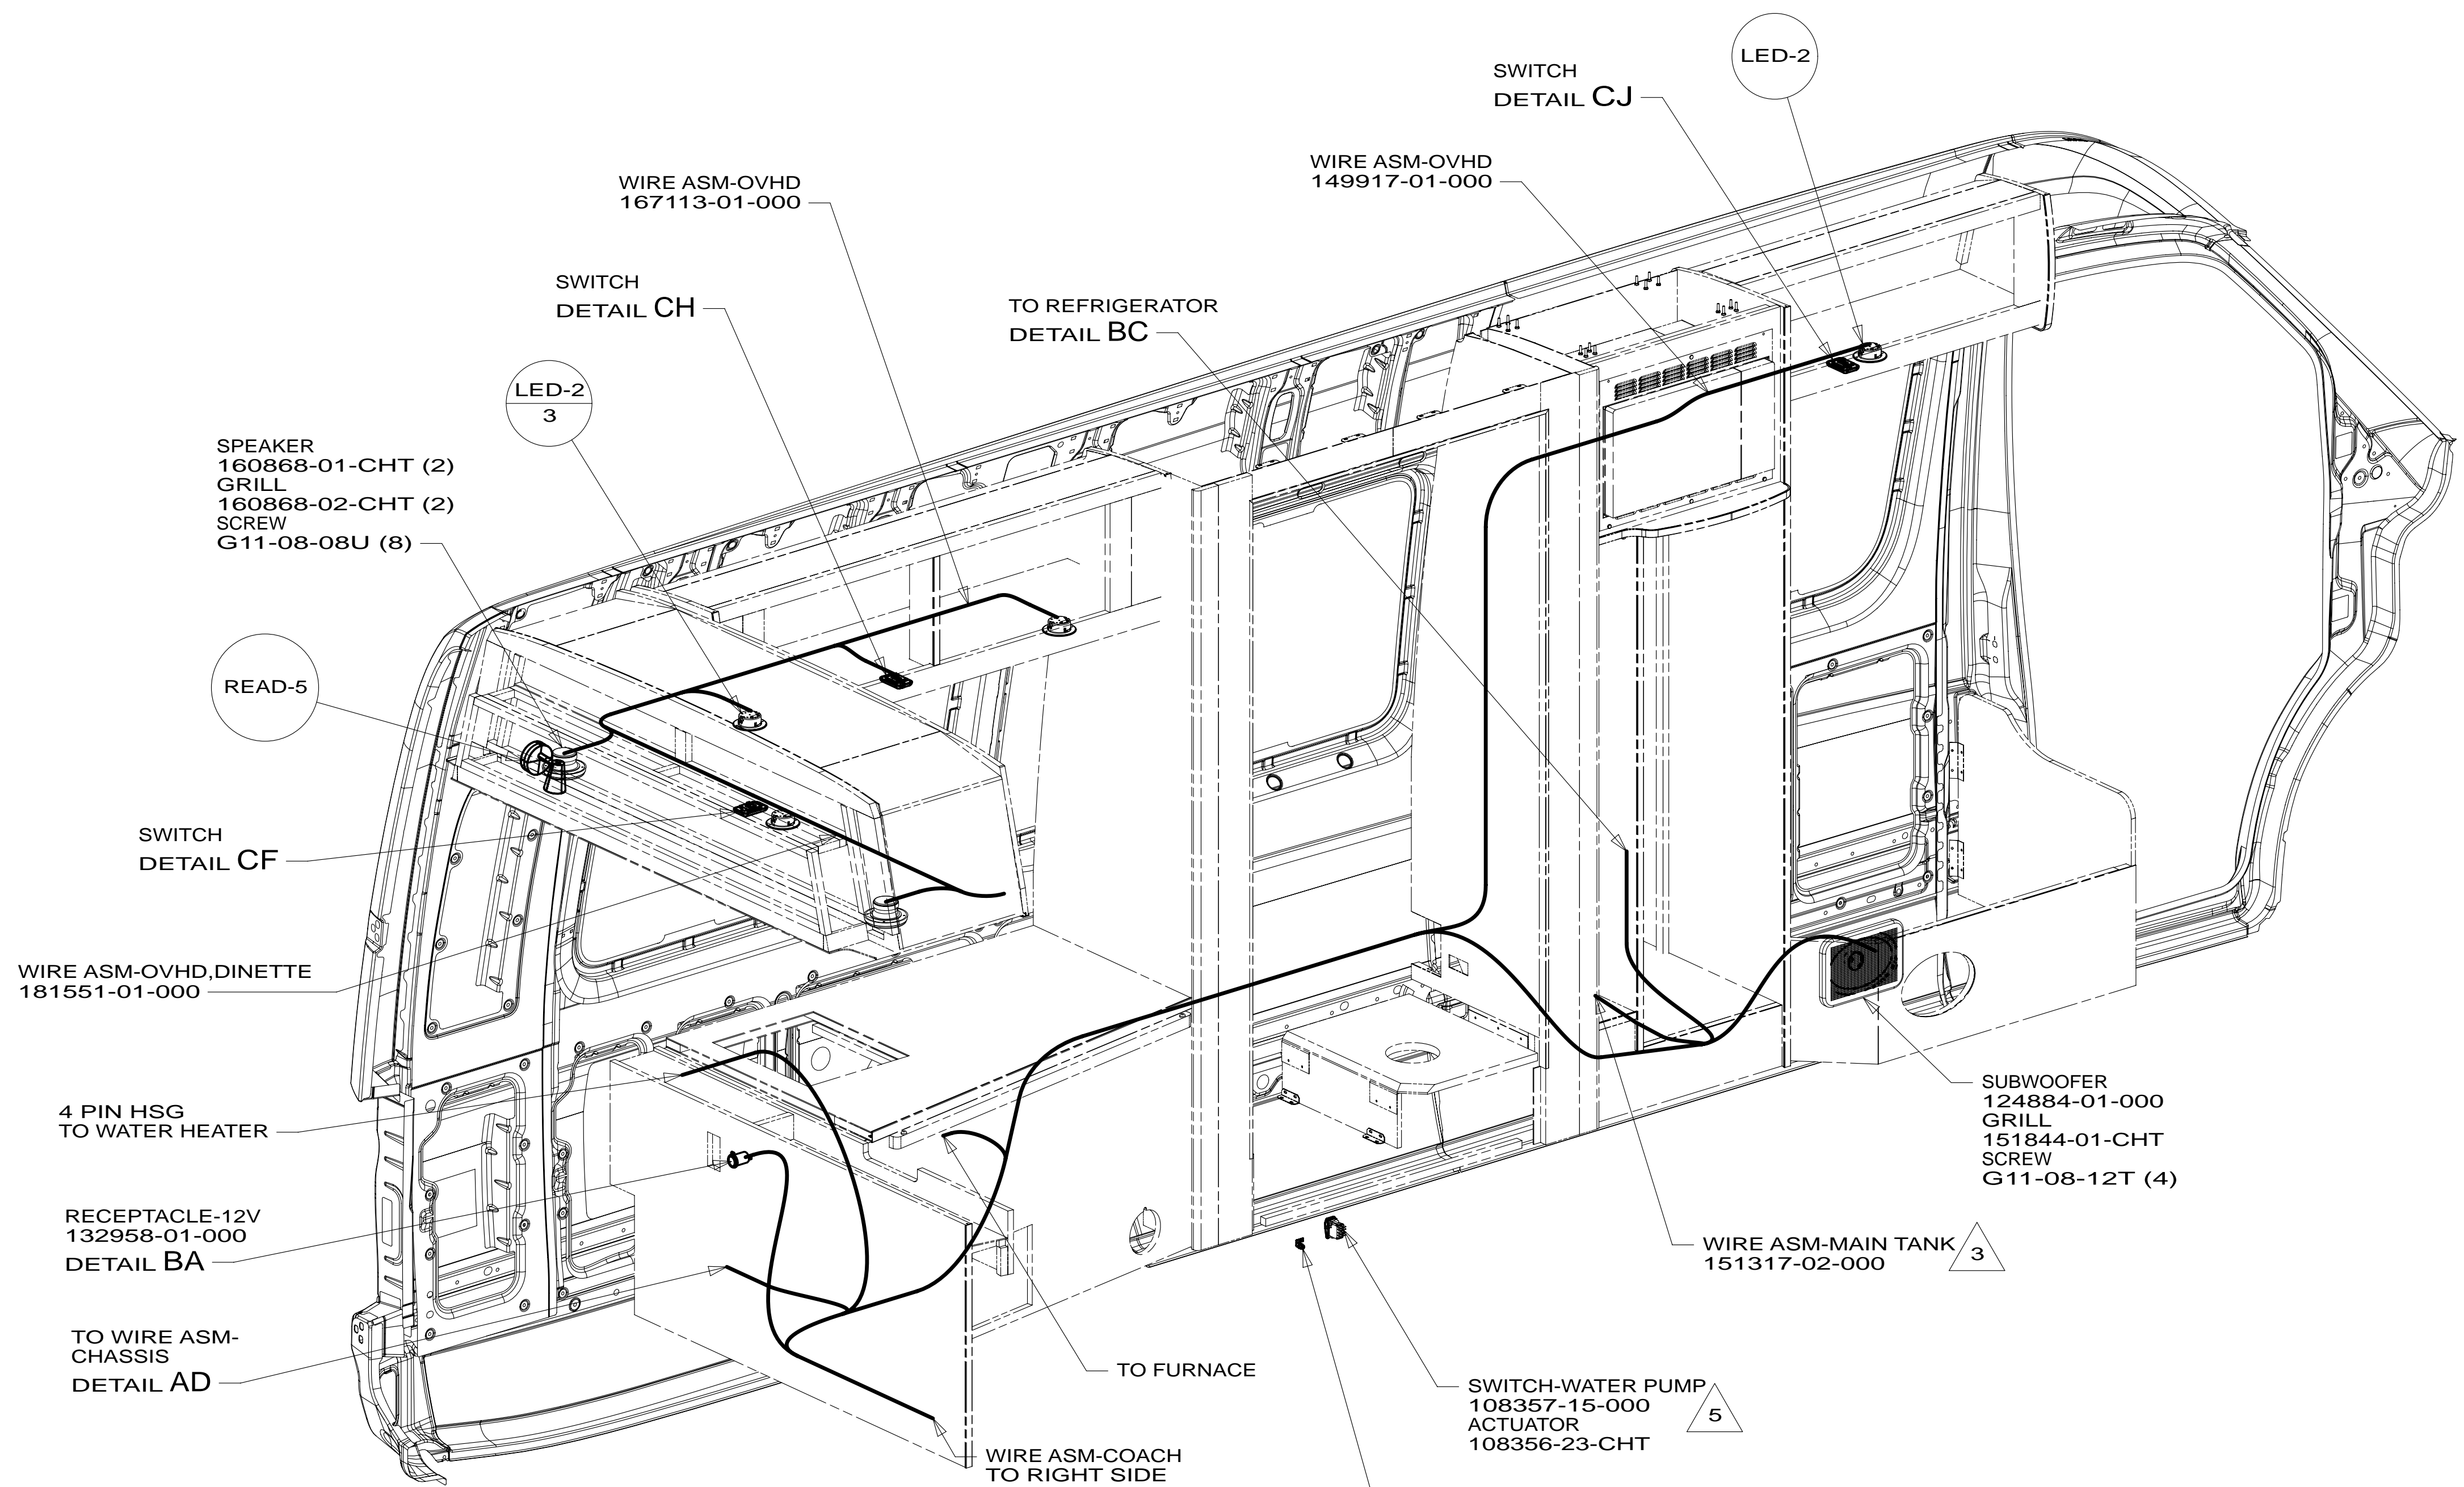 LED-2
SWITCH
DETAIL CJ
WIRE ASM-OVHD
149917-01-000
WIRE ASM-OVHD
167113-01-000
SWITCH
DETAIL CH
TO REFRIGERATOR
DETAIL BC
LED-2
3
SPEAKER
160868-01-CHT (2)
GRILL
160868-02-CHT (2)
SCREW
G11-08-08U (8)
READ-5
SWITCH
DETAIL CF
WIRE ASM-OVHD,DINETTE
181551-01-000
4 PIN HSG
TO WATER HEATER
RECEPTACLE-12V
132958-01-000
DETAIL BA
TO WIRE ASM-
CHASSIS
DETAIL AD
SUBWOOFER
124884-01-000
GRILL
151844-01-CHT
SCREW
G11-08-12T (4)
WIRE ASM-MAIN TANK
151317-02-000
3
TO FURNACE
SWITCH-WATER PUMP
108357-15-000
ACTUATOR
108356-23-CHT
5
WIRE ASM-COACH
TO RIGHT SIDE